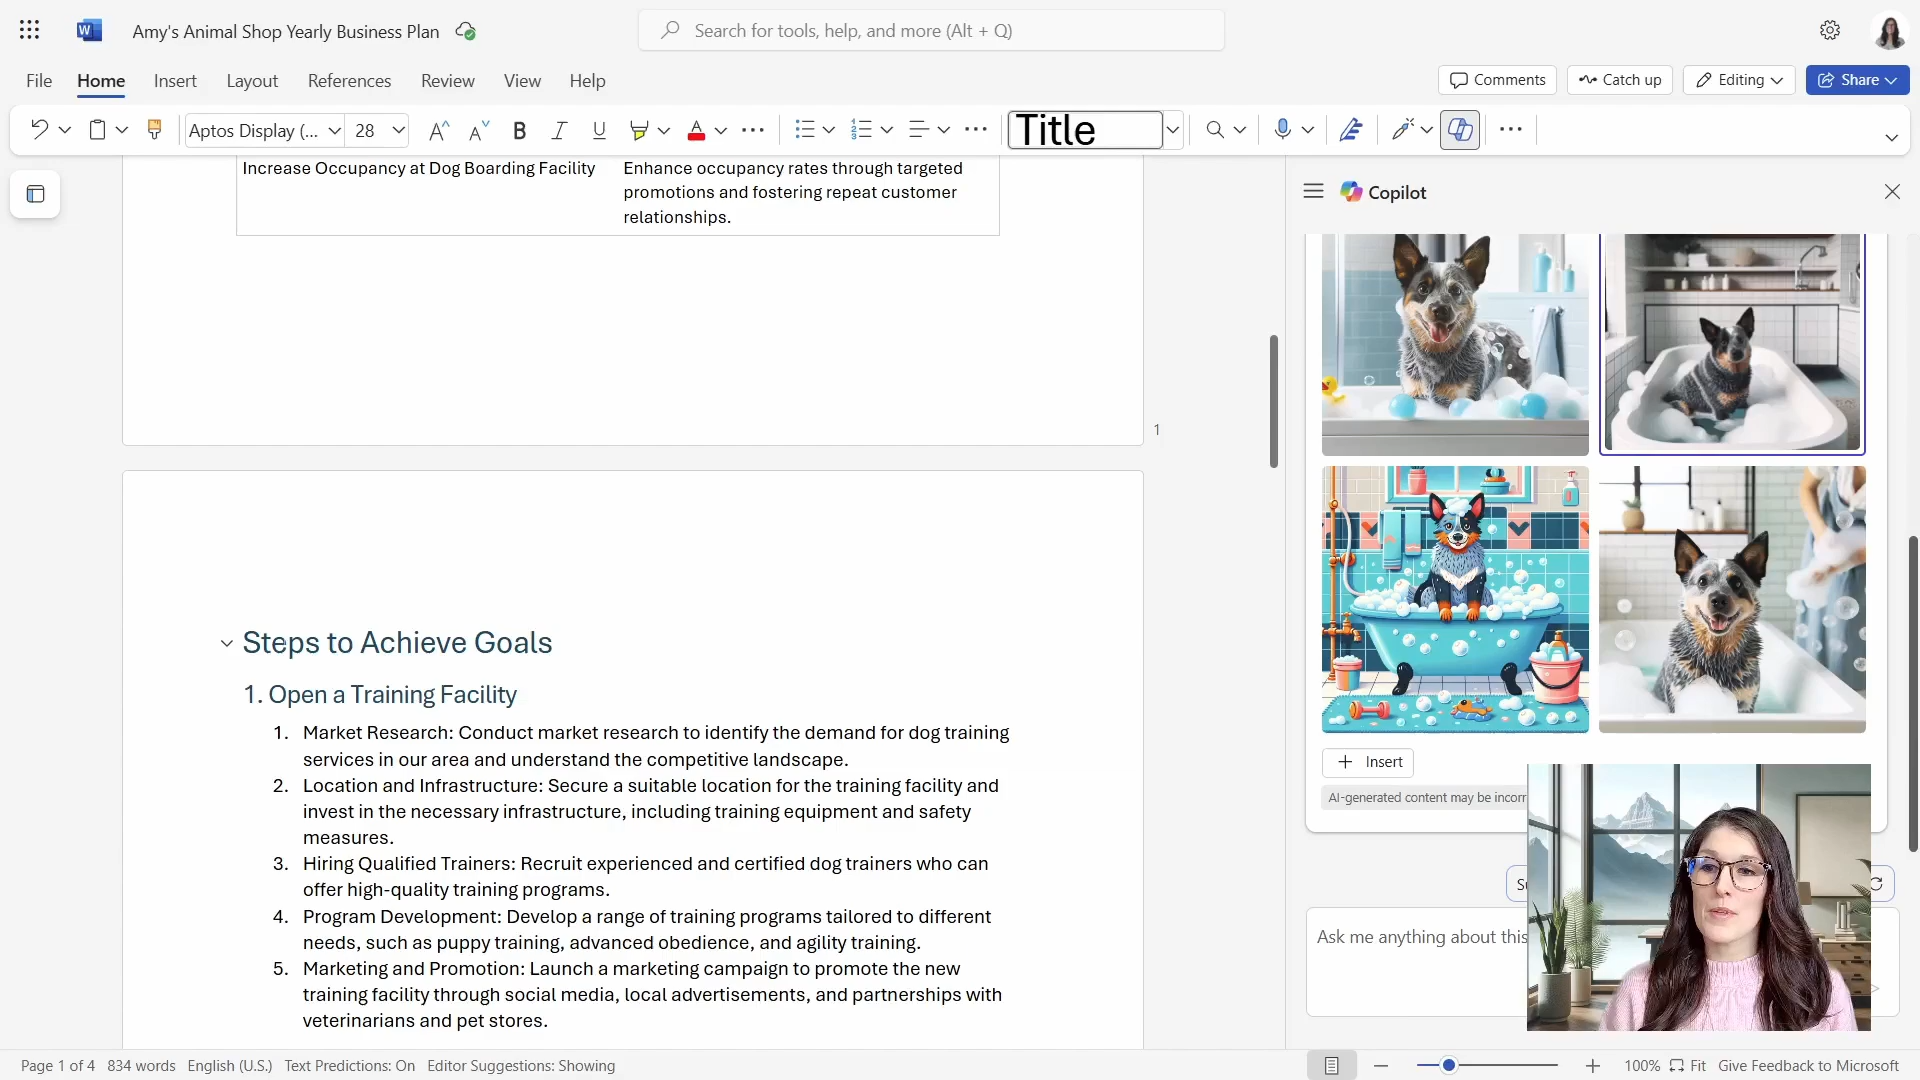 Amy's Animal Shop Yearly Business Plan
Search for tools, help, and more (Alt + Q)
File
Home
Insert
Layout
References
Review
View
Help
Comments
Catch up
Editing
Share
Aptos Display (...
28
Title
Increase Occupancy at Dog Boarding Facility
Enhance occupancy rates through targeted
promotions and fostering repeat customer
relationships.
1
Steps to Achieve Goals
1. Open a Training Facility
1. Market Research: Conduct market research to identify the demand for dog training
services in our area and understand the competitive landscape.
2. Location and Infrastructure: Secure a suitable location for the training facility and
invest in the necessary infrastructure, including training equipment and safety
measures.
3. Hiring Qualified Trainers: Recruit experienced and certified dog trainers who can
offer high-quality training programs.
4. Program Development: Develop a range of training programs tailored to different
needs, such as puppy training, advanced obedience, and agility training.
5. Marketing and Promotion: Launch a marketing campaign to promote the new
training facility through social media, local advertisements, and partnerships with
veterinarians and pet stores.
Copilot
Insert
AI-generated content may be incorr
Ask me anything about this
Page 1 of 4
834 words
English (U.S.)
Text Predictions: On
Editor Suggestions: Showing
100%
Fit
Give Feedback to Microsoft